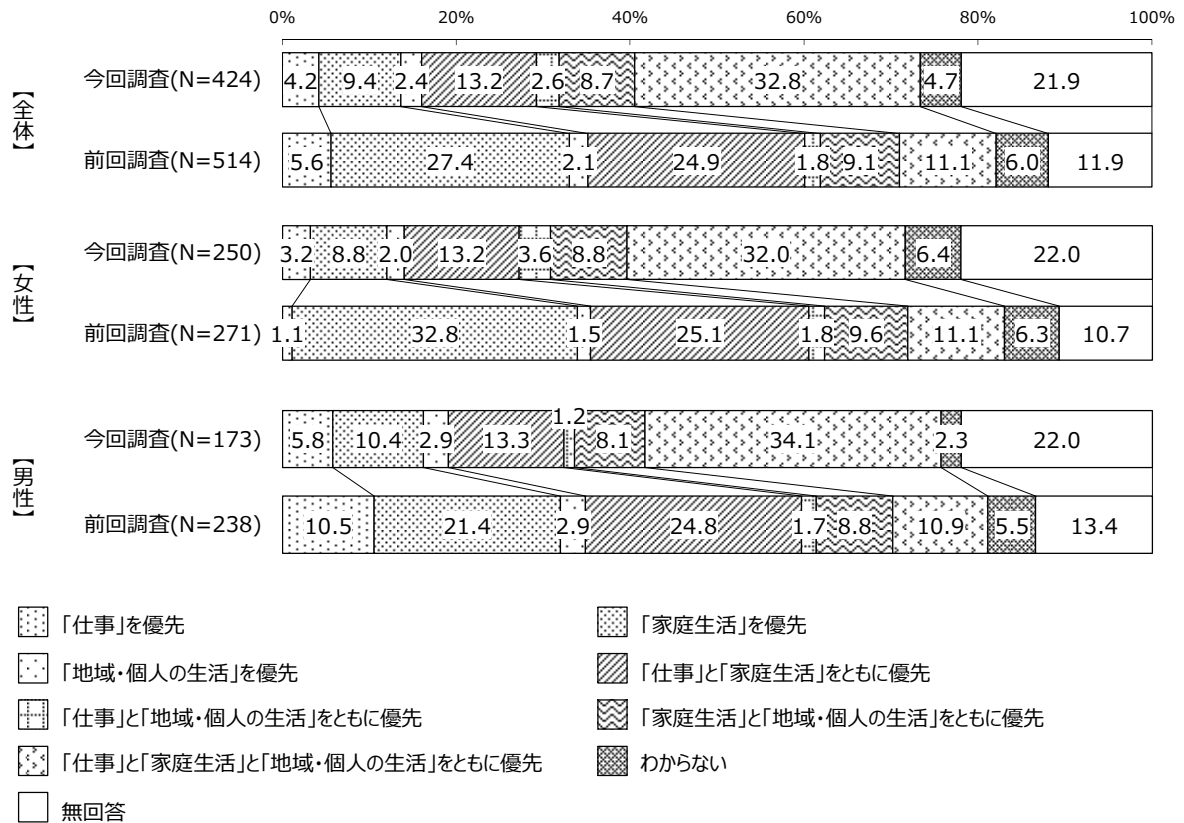 0% 20% 40% 60% 80% 100%
【全体】
今回調査(N=424) 4.2 9.4 2.4 13.2 2.6 8.7 32.8 4.7 21.9
前回調査(N=514) 5.6 27.4 2.1 24.9 1.8 9.1 11.1 6.0 11.9
【女性】
今回調査(N=250) 3.2 8.8 2.0 13.2 3.6 8.8 32.0 6.4 22.0
前回調査(N=271) 1.1 32.8 1.5 25.1 1.8 9.6 11.1 6.3 10.7
【男性】
今回調査(N=173) 5.8 10.4 2.9 13.3 1.2 8.1 34.1 2.3 22.0
前回調査(N=238) 10.5 21.4 2.9 24.8 1.7 8.8 10.9 5.5 13.4
「仕事」を優先
「家庭生活」を優先
「地域・個人の生活」を優先
「仕事」と「家庭生活」をともに優先
「仕事」と「地域・個人の生活」をともに優先
「家庭生活」と「地域・個人の生活」をともに優先
「仕事」と「家庭生活」と「地域・個人の生活」をともに優先
わからない
無回答